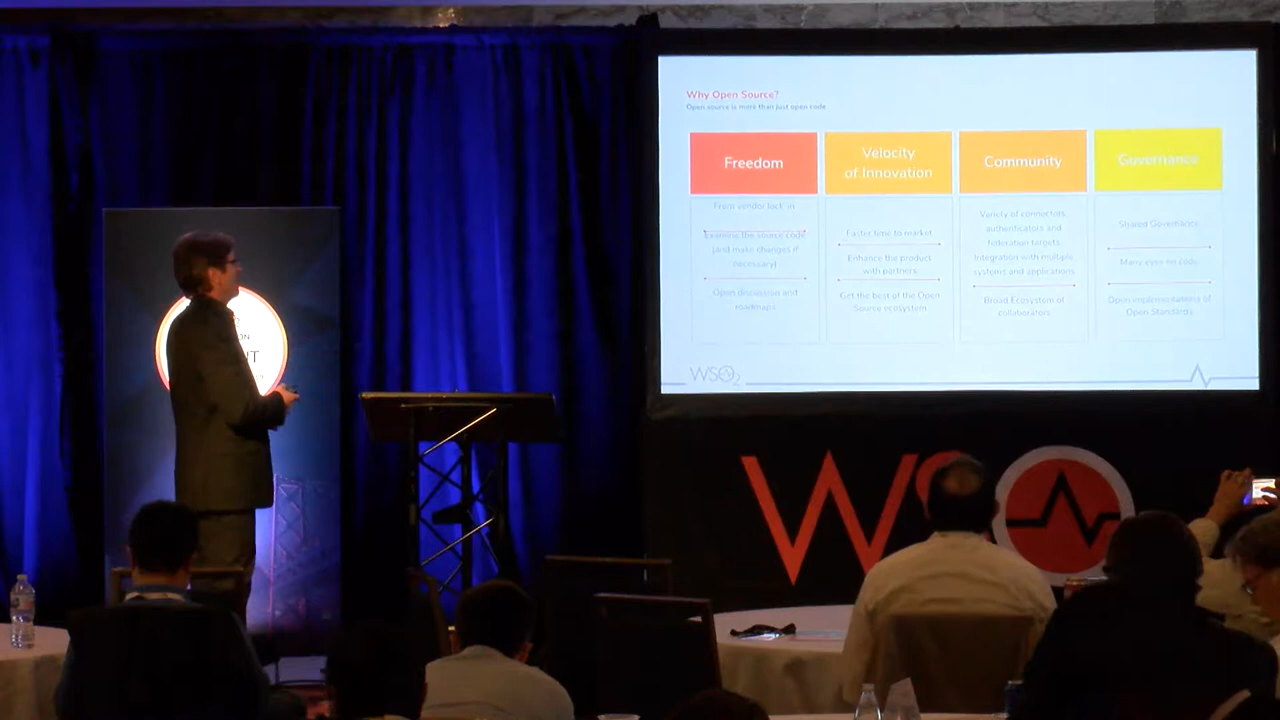 Why Open Source?
Open source is more than just open code
Freedom
From vendor lock-in
Examine the source code
(and make changes if
necessary)
Open discussion and
roadmaps
Velocity
of Innovation
Faster time to market
Enhance the product
with partners
Get the best of the Open
Source ecosystem
Community
Variety of connectors,
authenticators and
federation targets
Integration with multiple
systems and applications
Broad Ecosystem of
collaborators
Governance
Shared Governance
Many eyes on code
Open implementations of
Open Standards
WSO2
WSO
ON
IT